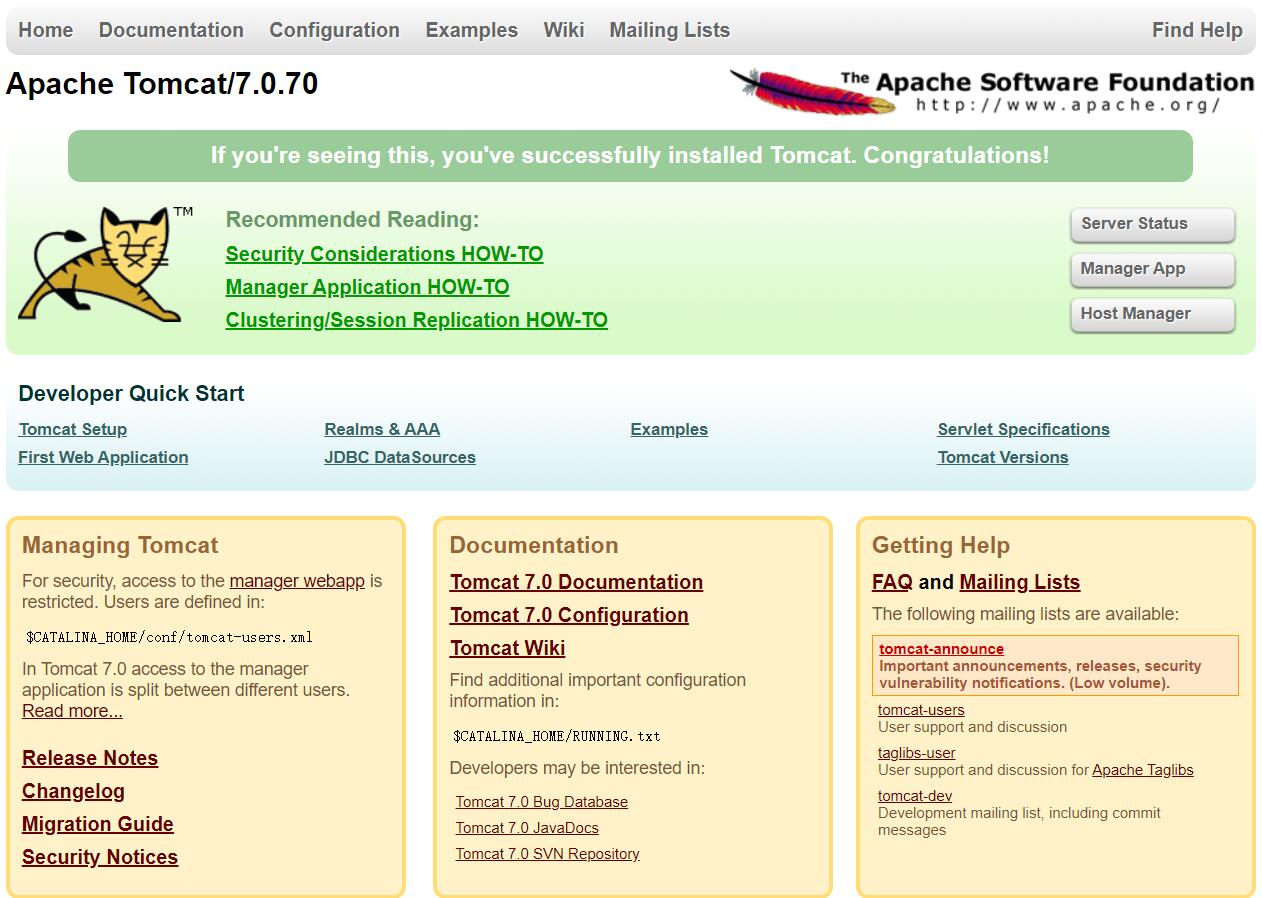 Home Documentation Configuration Examples Wiki Mailing Lists Find Help
Apache Tomcat/7.0.70
The Apache Software Foundation
http://www.apache.org/
If you're seeing this, you've successfully installed Tomcat. Congratulations!
TM
Recommended Reading:
Security Considerations HOW-TO
Manager Application HOW-TO
Clustering/Session Replication HOW-TO
Server Status
Manager App
Host Manager
Developer Quick Start
Tomcat Setup
First Web Application
Realms & AAA
JDBC DataSources
Examples
Servlet Specifications
Tomcat Versions
Managing Tomcat
For security, access to the manager webapp is
restricted. Users are defined in:
$CATALINA_HOME/conf/tomcat-users.xml
In Tomcat 7.0 access to the manager
application is split between different users.
Read more...
Release Notes
Changelog
Migration Guide
Security Notices
Documentation
Tomcat 7.0 Documentation
Tomcat 7.0 Configuration
Tomcat Wiki
Find additional important configuration
information in:
$CATALINA_HOME/RUNNING.txt
Developers may be interested in:
Tomcat 7.0 Bug Database
Tomcat 7.0 JavaDocs
Tomcat 7.0 SVN Repository
Getting Help
FAQ and Mailing Lists
The following mailing lists are available:
tomcat-announce
Important announcements, releases, security
vulnerability notifications. (Low volume).
tomcat-users
User support and discussion
taglibs-user
User support and discussion for Apache Taglibs
tomcat-dev
Development mailing list, including commit
messages